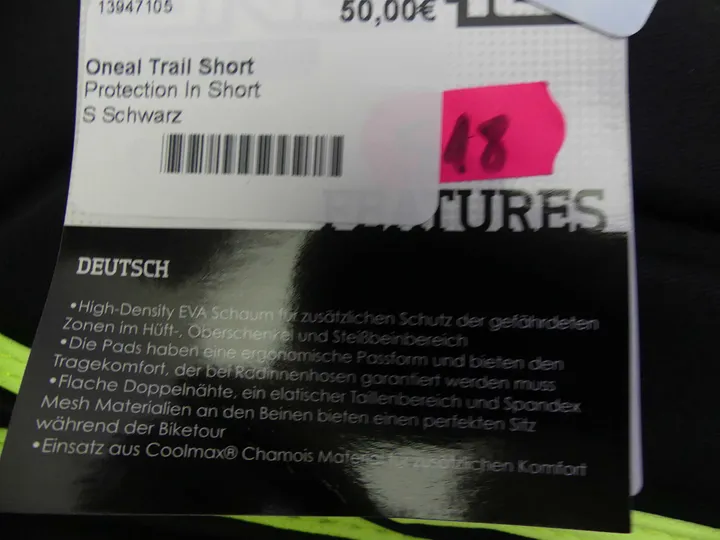 13947105
50,00€
Oneal Trail Short
Protection In Short
S Schwarz
18
FEATURES
DEUTSCH
•High-Density EVA Schaum für zusätzlichen Schutz der gefährdeten
Zonen im Hüft-, Oberschenkel und Steißbeinbereich
•Die Pads haben eine ergonomische Passform und bieten den
Tragekomfort, der bei Radinnenhosen garantiert werden muss
•Flache Doppelnähte, ein elatischer Taillenbereich und Spandex
Mesh Materialien an den Beinen bieten einen perfekten Sitz
während der Biketour
•Einsatz aus Coolmax® Chamois Material für zusätzlichen Komfort